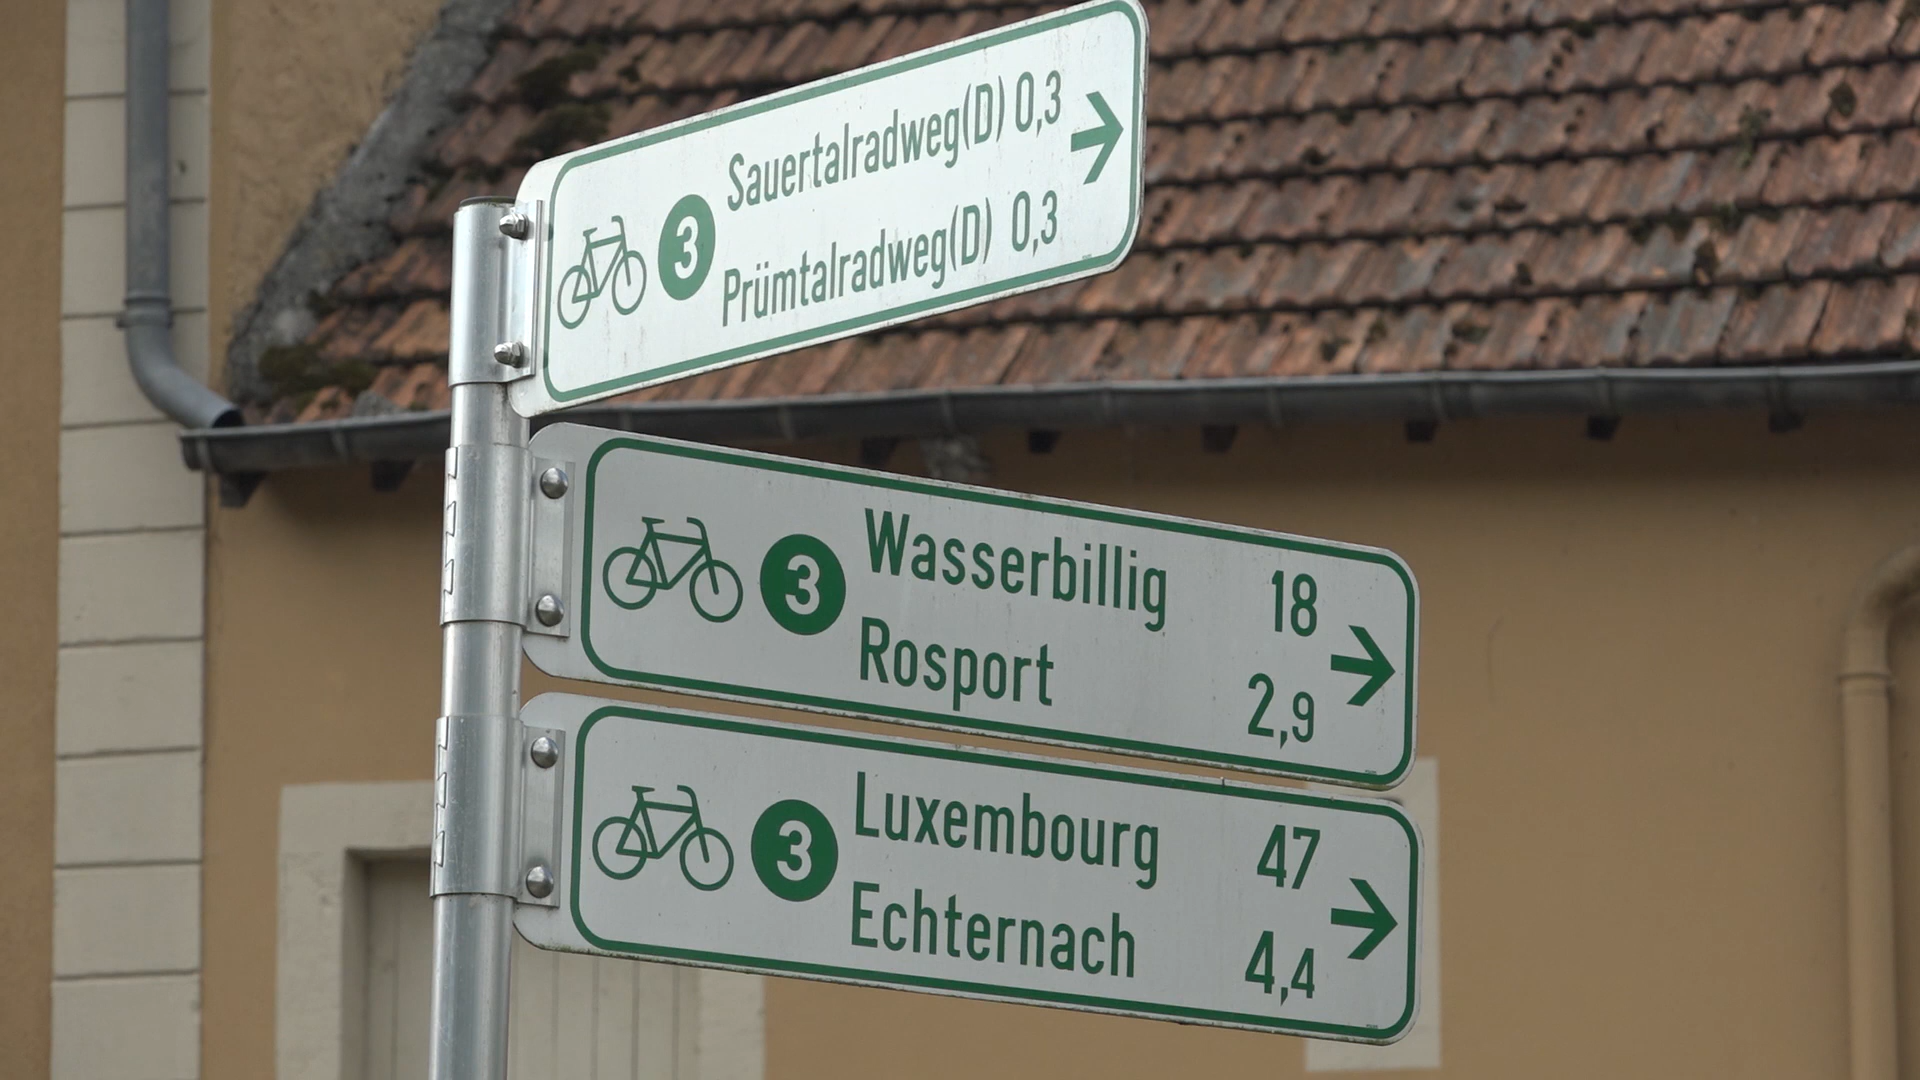 3 Sauertalradweg(D) 0,3
Prümtalradweg(D) 0,3
3 Wasserbillig 18
Rosport 2,9
3 Luxembourg 47
Echternach 4,4